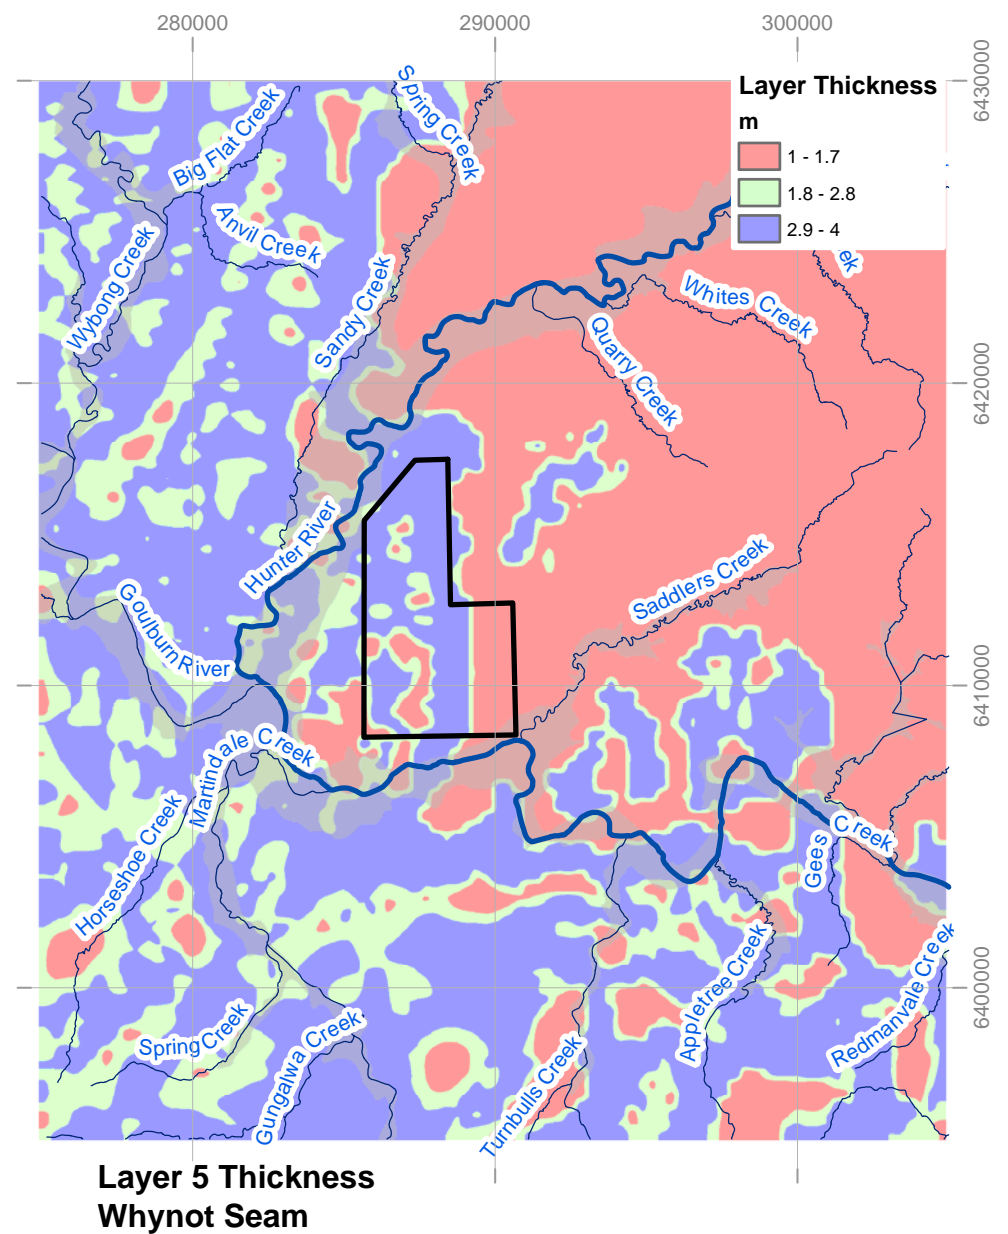 280000
290000
300000
6430000
6420000
6410000
6400000
Layer Thickness
m
1 - 1.7
1.8 - 2.8
2.9 - 4
Spring Creek
Big Flat Creek
Anvil Creek
Wybong Creek
Sandy Creek
ek
Whites Creek
Quarry Creek
Hunter River
Saddlers Creek
Goulburn River
Martindale Creek
Horseshoe Creek
Gees Creek
Appletree Creek
Redmanvale Creek
Spring Creek
Gungalwa Creek
Turnbulls Creek
Layer 5 Thickness
Whynot Seam